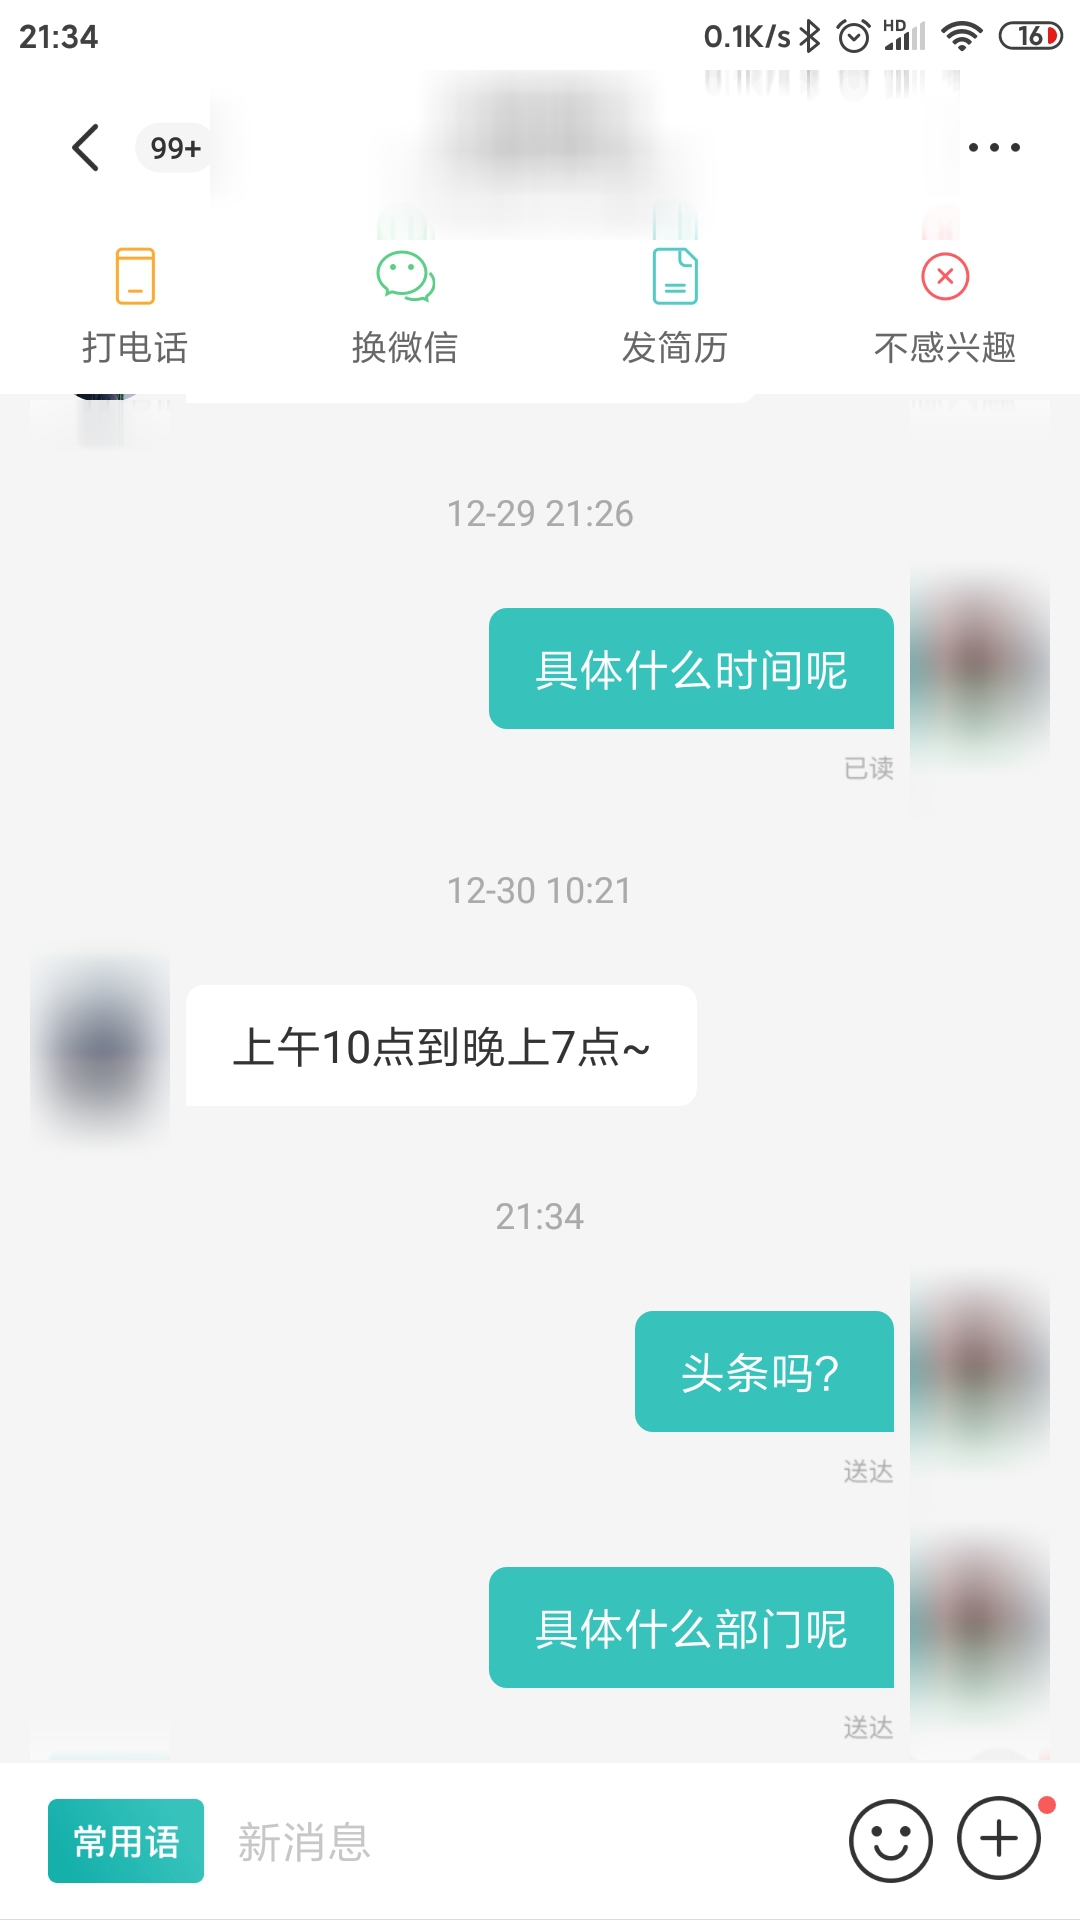 21:34
0.1K/s HD 16
99+
打电话 换微信 发简历 不感兴趣
12-29 21:26
具体什么时间呢
已读
12-30 10:21
上午10点到晚上7点~
21:34
头条吗?
送达
具体什么部门呢
送达
常用语 新消息